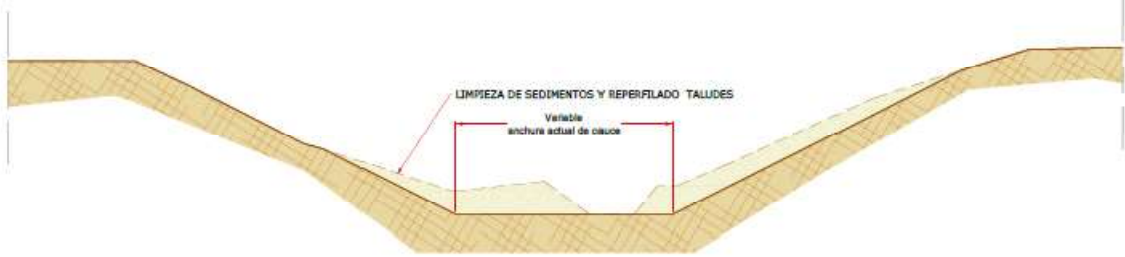 LIMPIEZA DE SEDIMENTOS Y REPERFILADO TALUDES
Variable
anchura actual de cauce